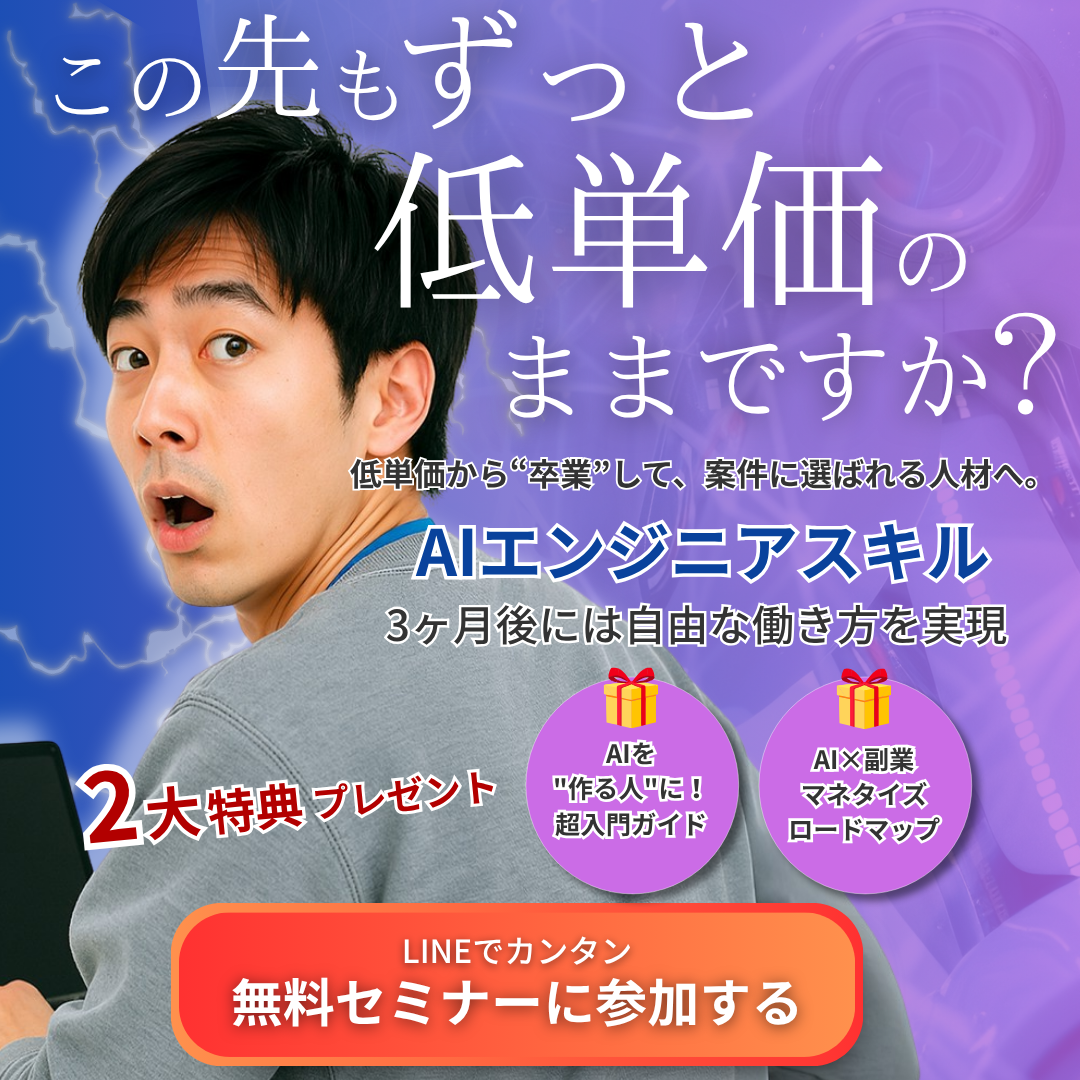 この先もずっと
低単価の
ままですか?
低単価から“卒業”して、案件に選ばれる人材へ。
AIエンジニアスキル
3ヶ月後には自由な働き方を実現
2大特典プレゼント
AIを
"作る人"に！
超入門ガイド
AI×副業
マネタイズ
ロードマップ
LINEでカンタン
無料セミナーに参加する